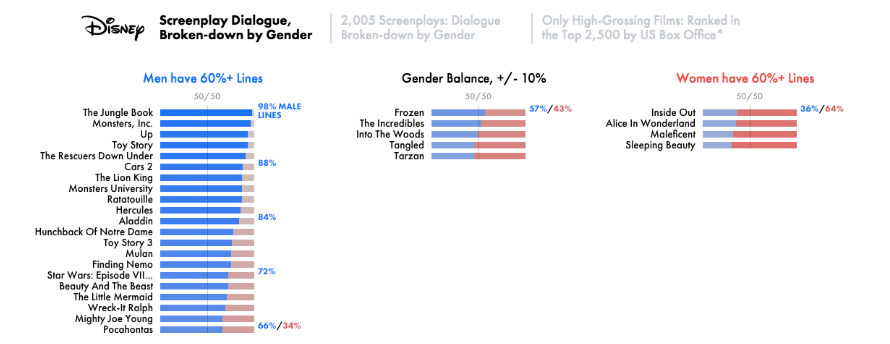 Disney
Screenplay Dialogue,
Broken-down by Gender
2,005 Screenplays: Dialogue
Broken-down by Gender
Only High-Grossing Films: Ranked in
the Top 2,500 by US Box Office*
Men have 60%+ Lines
50/50
The Jungle Book
98% MALE
LINES
Monsters, Inc.
Up
Toy Story
The Rescuers Down Under
Cars 2
88%
The Lion King
Monsters University
Ratatouille
Hercules
Aladdin
84%
Hunchback Of Notre Dame
Toy Story 3
Mulan
Finding Nemo
Star Wars: Episode VII...
72%
Beauty And The Beast
The Little Mermaid
Wreck-It Ralph
Mighty Joe Young
Pocahontas
66%/34%
Gender Balance, +/- 10%
50/50
Frozen
57%/43%
The Incredibles
Into The Woods
Tangled
Tarzan
Women have 60%+ Lines
50/50
Inside Out
36%/64%
Alice In Wonderland
Maleficent
Sleeping Beauty